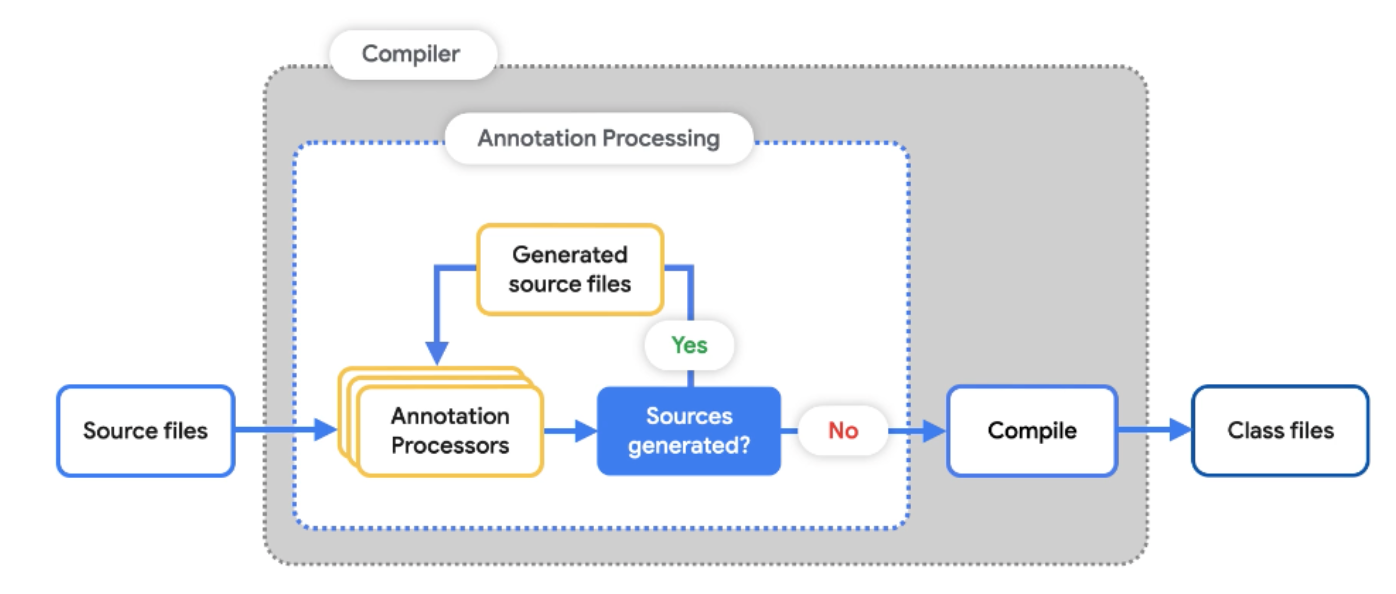 Compiler
Annotation Processing
Generated
source files
Yes
Source files
Annotation
Processors
Sources
generated?
No
Compile
Class files